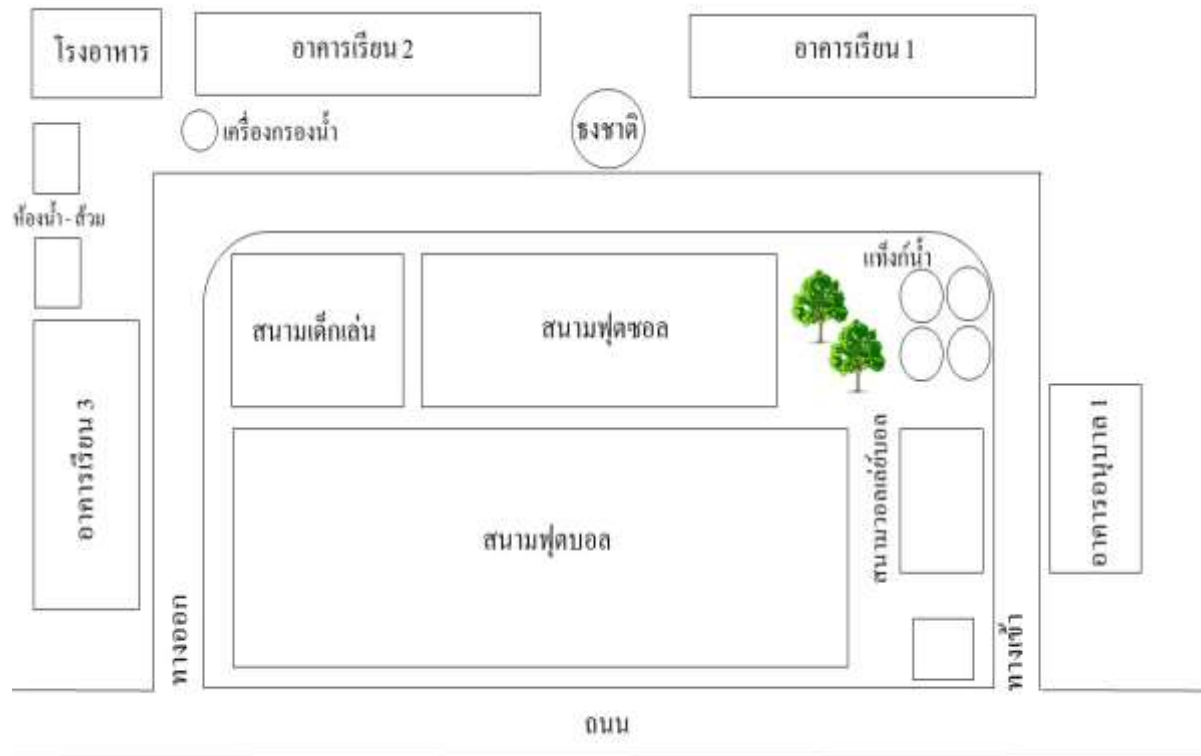 โรงอาหาร
อาคารเรียน 2
อาคารเรียน 1
เครื่องกรองน้ำ
ธงชาติ
ห้องน้ำ - ส้วม
แท็งก์น้ำ
สนามเด็กเล่น
สนามฟุตซอล
อาคารเรียน 3
สนามวอลเล่ย์บอล
อาคารอนุบาล 1
สนามฟุตบอล
ทางออก
ทางเข้า
ถนน